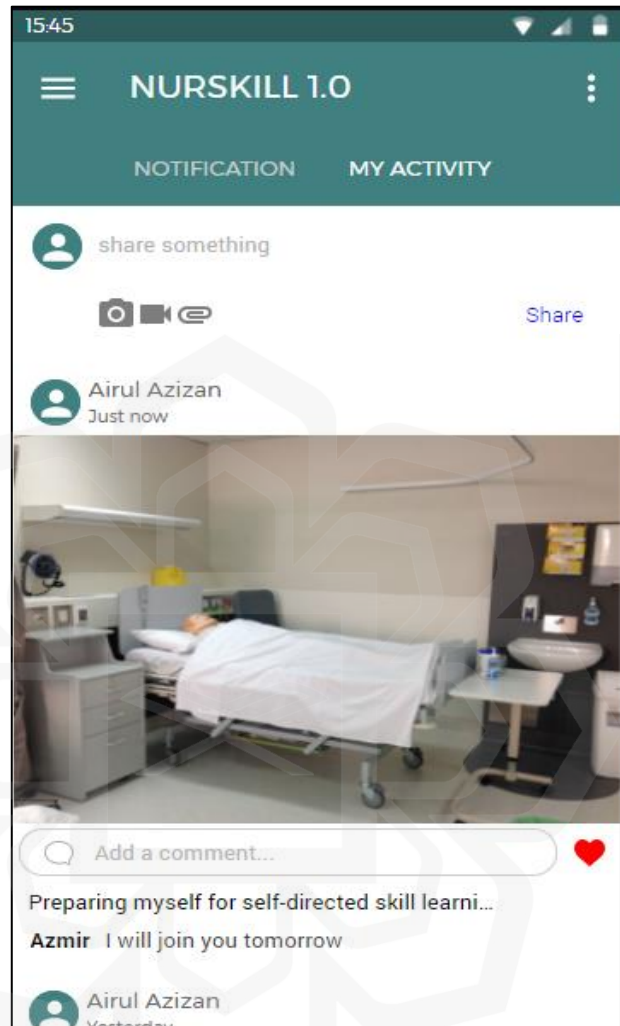 15:45
NURSKILL 1.0
NOTIFICATION MY ACTIVITY
share something
Share
Airul Azizan
Just now
Add a comment...
Preparing myself for self-directed skill learni...
Azmir I will join you tomorrow
Airul Azizan
Yesterday